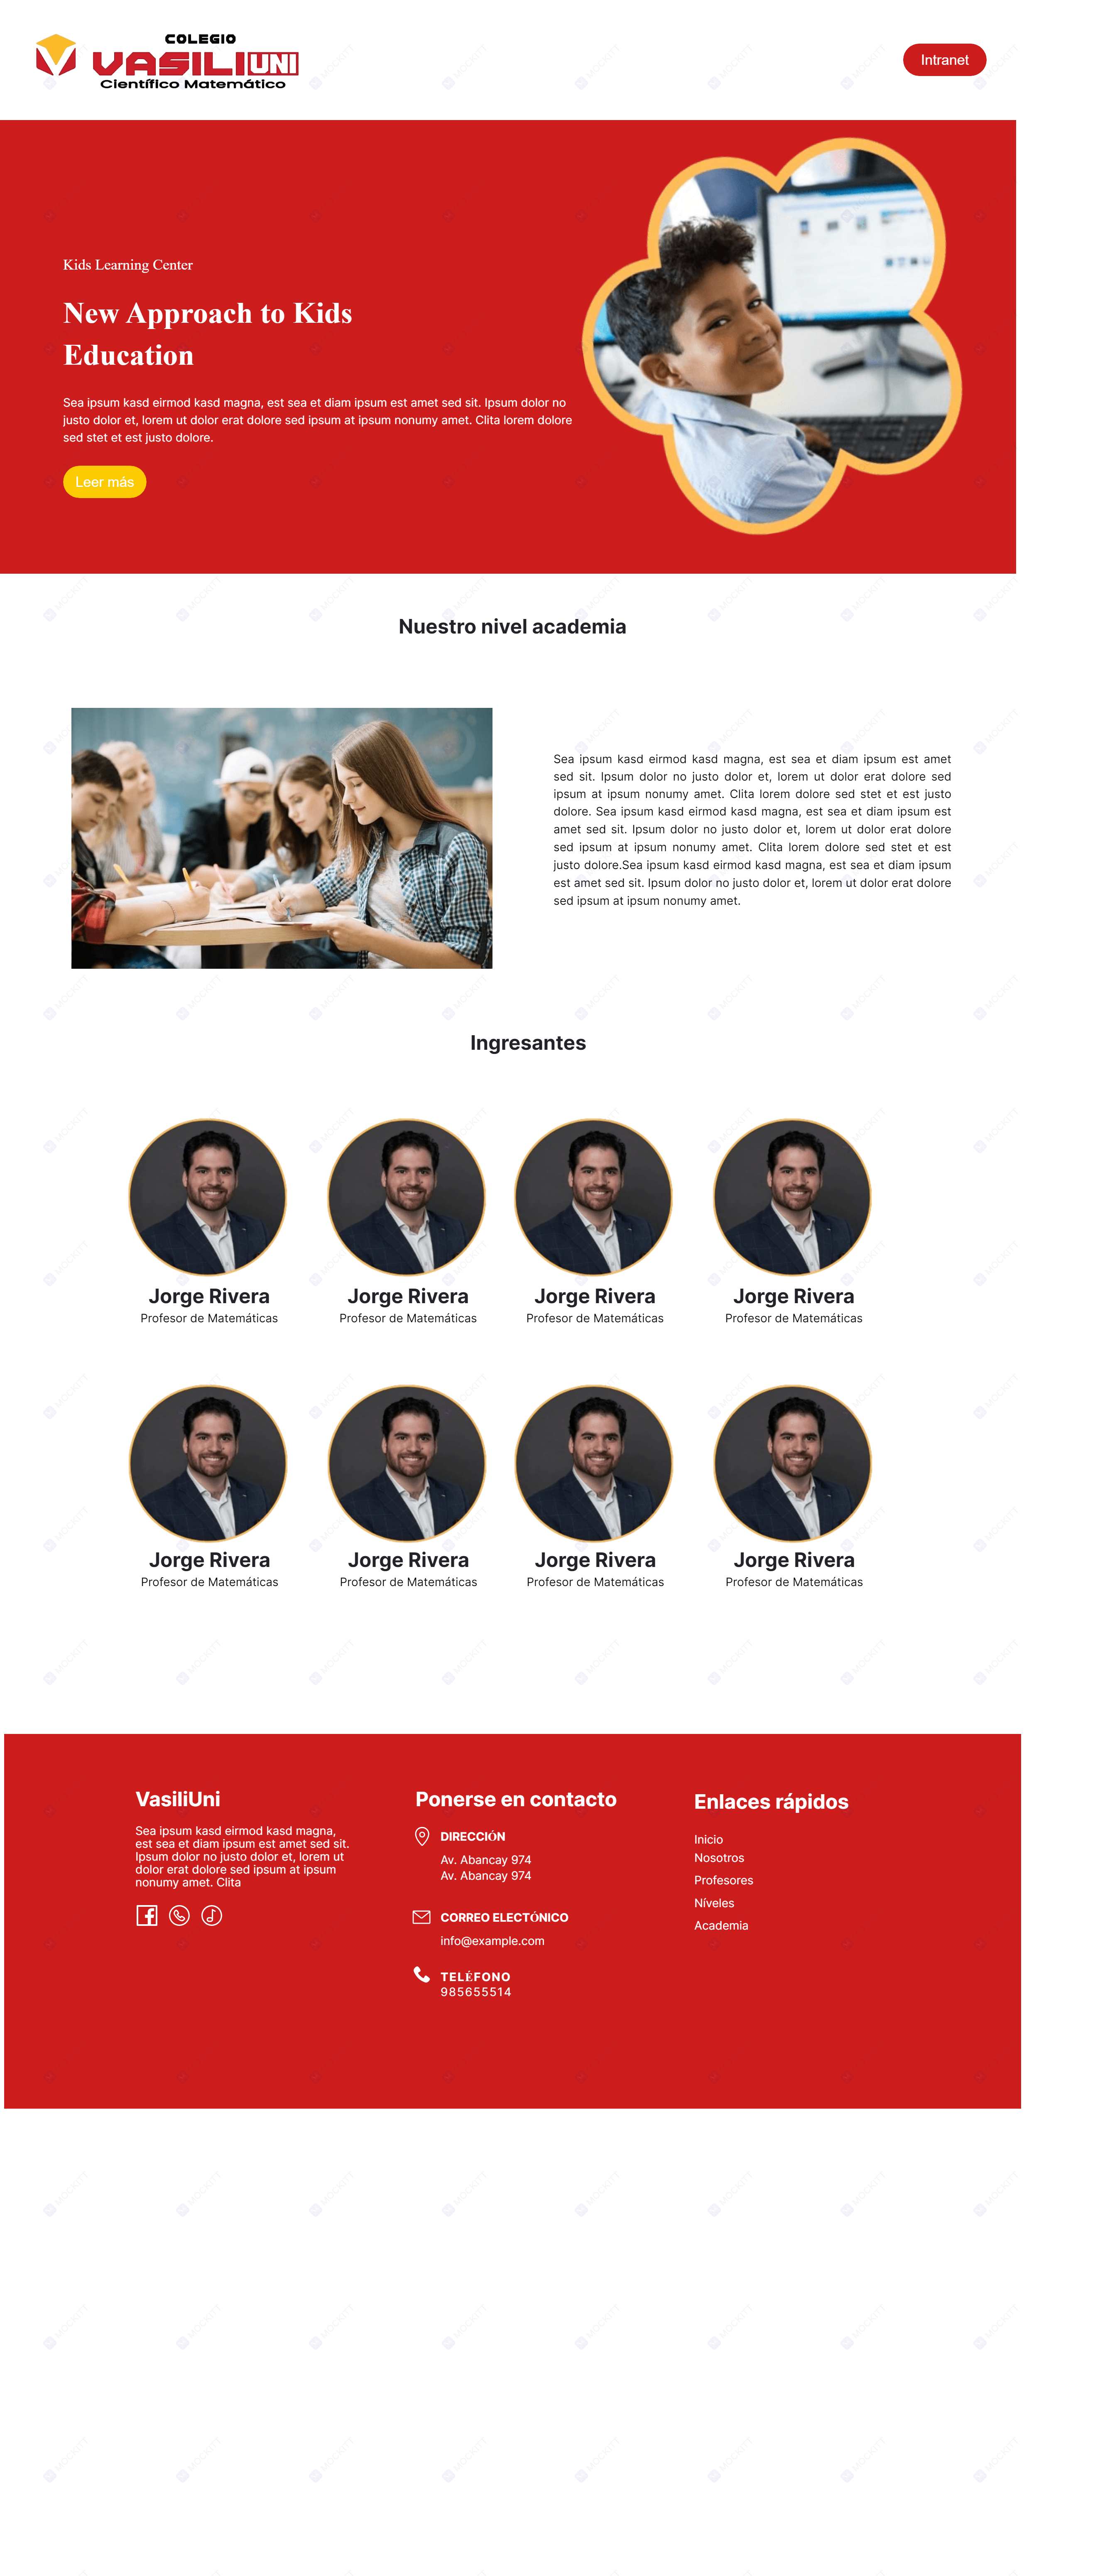 COLEGIO
VASILIUNI
Científico Matemático
Intranet
Kids Learning Center
New Approach to Kids
Education
Sea ipsum kasd eirmod kasd magna, est sea et diam ipsum est amet sed sit. Ipsum dolor no
justo dolor et, lorem ut dolor erat dolore sed ipsum at ipsum nonumy amet. Clita lorem dolore
sed stet et est justo dolore.
Leer más
Nuestro nivel academia
Sea ipsum kasd eirmod kasd magna, est sea et diam ipsum est amet
sed sit. Ipsum dolor no justo dolor et, lorem ut dolor erat dolore sed
ipsum at ipsum nonumy amet. Clita lorem dolore sed stet et est justo
dolore. Sea ipsum kasd eirmod kasd magna, est sea et diam ipsum est
amet sed sit. Ipsum dolor no justo dolor et, lorem ut dolor erat dolore
sed ipsum at ipsum nonumy amet. Clita lorem dolore sed stet et est
justo dolore.Sea ipsum kasd eirmod kasd magna, est sea et diam ipsum
est amet sed sit. Ipsum dolor no justo dolor et, lorem ut dolor erat dolore
sed ipsum at ipsum nonumy amet.
Ingresantes
Jorge Rivera Jorge Rivera Jorge Rivera Jorge Rivera
Profesor de Matemáticas Profesor de Matemáticas Profesor de Matemáticas Profesor de Matemáticas
Jorge Rivera Jorge Rivera Jorge Rivera Jorge Rivera
Profesor de Matemáticas Profesor de Matemáticas Profesor de Matemáticas Profesor de Matemáticas
VasiliUni
Sea ipsum kasd eirmod kasd magna,
est sea et diam ipsum est amet sed sit.
Ipsum dolor no justo dolor et, lorem ut
dolor erat dolore sed ipsum at ipsum
nonumy amet. Clita
Ponerse en contacto
DIRECCIÓN
Av. Abancay 974
Av. Abancay 974
CORREO ELECTÓNICO
info@example.com
TELÉFONO
985655514
Enlaces rápidos
Inicio
Nosotros
Profesores
Níveles
Academia
MOCKITT